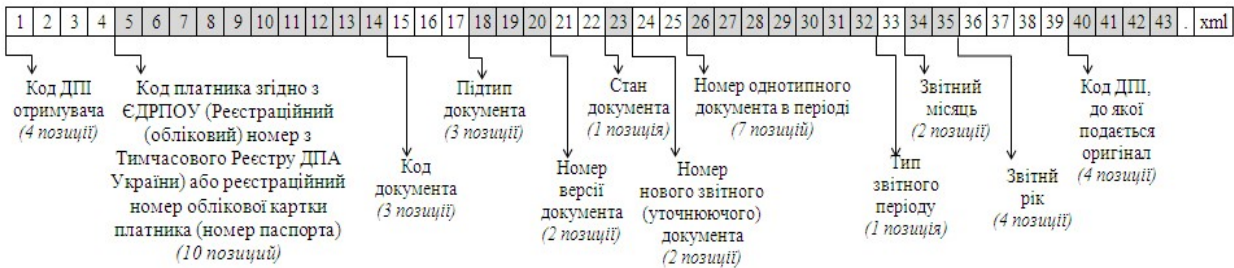 1 2 3 4 5 6 7 8 9 10 11 12 13 14 15 16 17 18 19 20 21 22 23 24 25 26 27 28 29 30 31 32 33 34 35 36 37 38 39 40 41 42 43 . xml
Код ДПІ
отримувача
(4 позиції)
Код платника згідно з
ЄДРПОУ (Реєстраційний
(обліковий) номер з
Тимчасового Реєстру ДПА
України) або реєстраційний
номер облікової картки
платника (номер паспорта)
(10 позиций)
Код
документа
(3 позиції)
Підтип
документа
(3 позиції)
Номер
версії
документа
(2 позиції)
Стан
документа
(1 позиція)
Номер
нового звітного
(уточнюючого)
документа
(2 позиції)
Номер однотипного
документа в періоді
(7 позицій)
Тип
звітного
періоду
(1 позиція)
Звітний
місяць
(2 позиції)
Звітнй
рік
(4 позиції)
Код ДПІ,
до якої
подається
оригінал
(4 позиції)